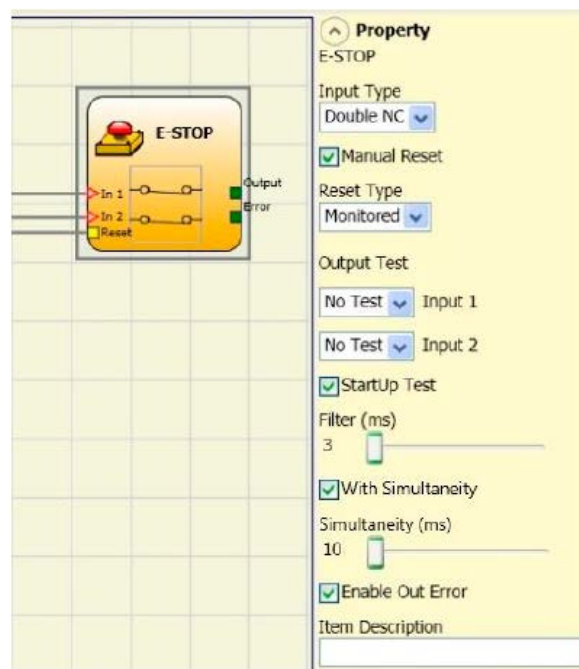 E-STOP
In 1
In 2
Reset
Output
Error
Property
E-STOP
Input Type
Double NC
Manual Reset
Reset Type
Monitored
Output Test
No Test Input 1
No Test Input 2
StartUp Test
Filter (ms)
3
With Simultaneity
Simultaneity (ms)
10
Enable Out Error
Item Description